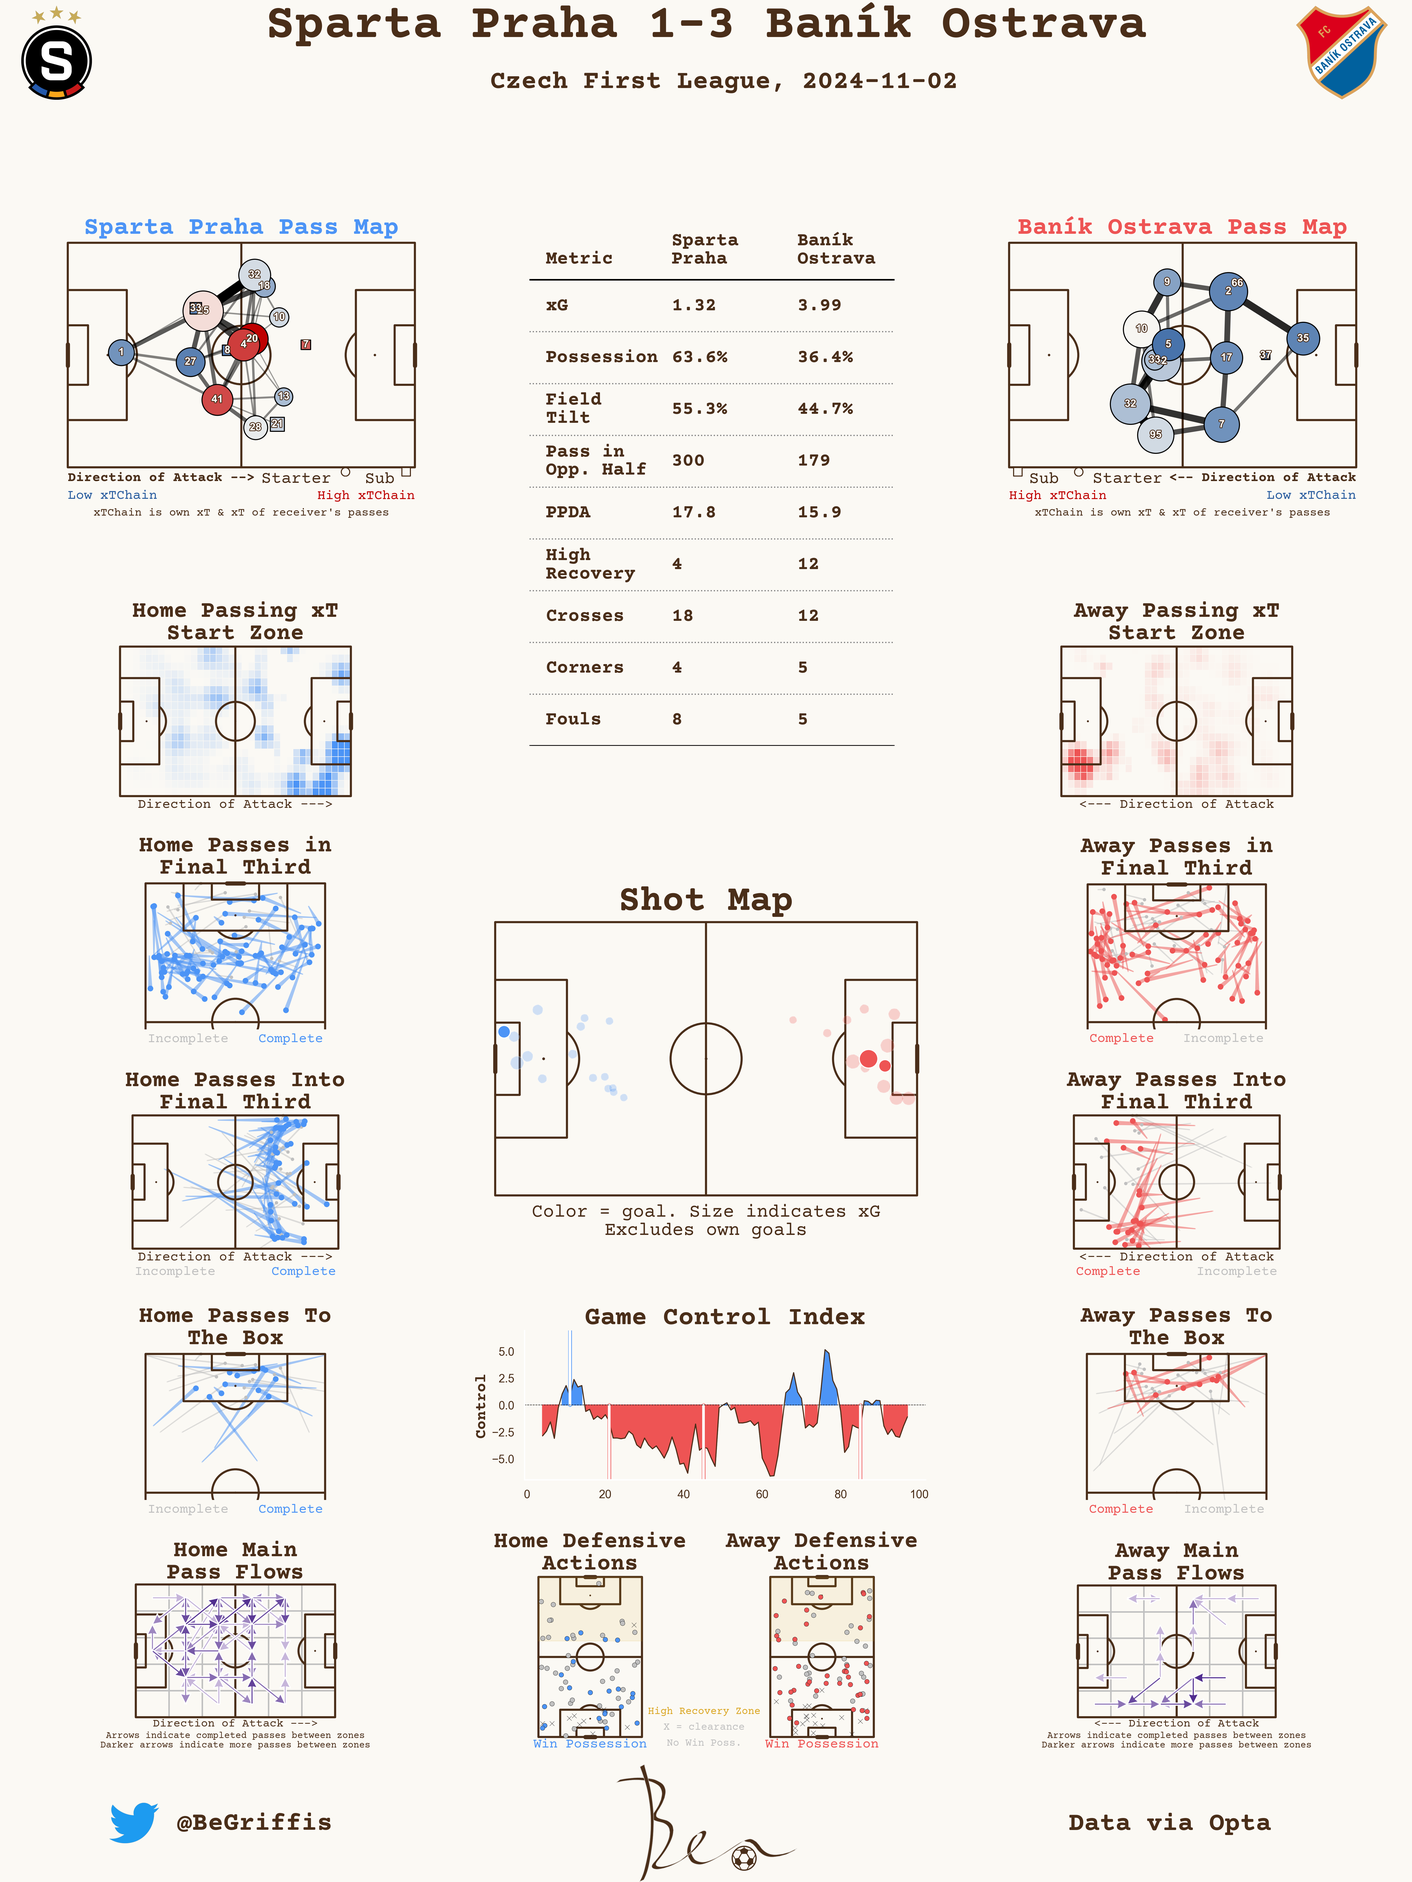 Sparta Praha 1-3 Baník Ostrava
Czech First League, 2024-11-02
S
FC
BANÍK OSTRAVA
Sparta Praha Pass Map
32
18
33
10
20
4
8
7
1
27
41
13
28
21
Direction of Attack --> Starter Sub
Low xTChain High xTChain
xTChain is own xT & xT of receiver's passes
Metric Sparta Praha Baník Ostrava
xG 1.32 3.99
Possession 63.6% 36.4%
Field Tilt 55.3% 44.7%
Pass in Opp. Half 300 179
PPDA 17.8 15.9
High Recovery 4 12
Crosses 18 12
Corners 4 5
Fouls 8 5
Baník Ostrava Pass Map
9
66
2
10
35
5
33
17
37
32
7
95
Sub Starter <-- Direction of Attack
High xTChain Low xTChain
xTChain is own xT & xT of receiver's passes
Home Passing xT
Start Zone
Direction of Attack --->
Away Passing xT
Start Zone
<--- Direction of Attack
Home Passes in
Final Third
Incomplete Complete
Away Passes in
Final Third
Complete Incomplete
Shot Map
Color = goal. Size indicates xG
Excludes own goals
Home Passes Into
Final Third
Direction of Attack --->
Incomplete Complete
Away Passes Into
Final Third
<--- Direction of Attack
Complete Incomplete
Home Passes To
The Box
Incomplete Complete
Game Control Index
Control
5.0
2.5
0.0
−2.5
−5.0
0 20 40 60 80 100
Away Passes To
The Box
Complete Incomplete
Home Main
Pass Flows
Direction of Attack --->
Arrows indicate completed passes between zones
Darker arrows indicate more passes between zones
Home Defensive
Actions
Win Possession
High Recovery Zone
X = clearance
No Win Poss.
Away Defensive
Actions
Win Possession
Away Main
Pass Flows
<--- Direction of Attack
Arrows indicate completed passes between zones
Darker arrows indicate more passes between zones
@BeGriffis
Ben
Data via Opta